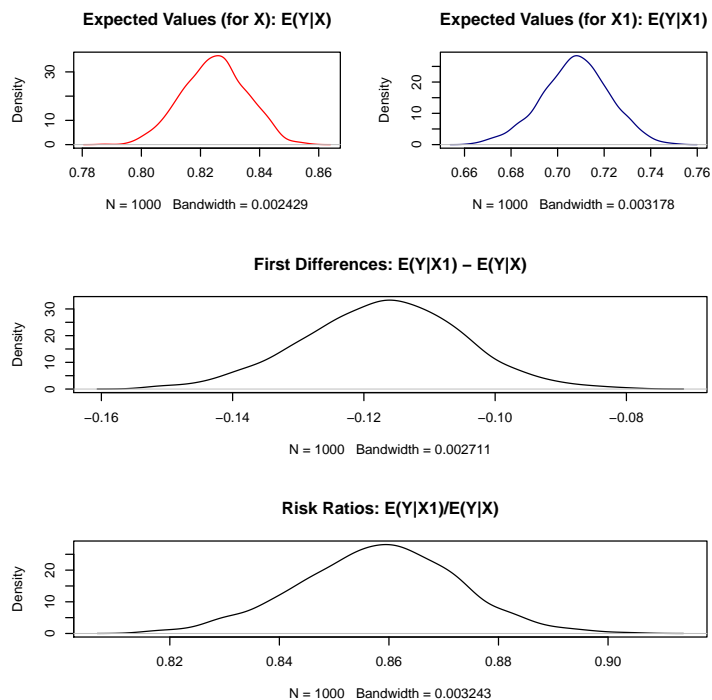 Expected Values (for X): E(Y|X)
Density
0
10
30
0.78 0.80 0.82 0.84 0.86
N = 1000 Bandwidth = 0.002429
Expected Values (for X1): E(Y|X1)
Density
0
10
20
0.66 0.68 0.70 0.72 0.74 0.76
N = 1000 Bandwidth = 0.003178
First Differences: E(Y|X1) − E(Y|X)
Density
0
10
20
30
−0.16 −0.14 −0.12 −0.10 −0.08
N = 1000 Bandwidth = 0.002711
Risk Ratios: E(Y|X1)/E(Y|X)
Density
0
10
20
0.82 0.84 0.86 0.88 0.90
N = 1000 Bandwidth = 0.003243